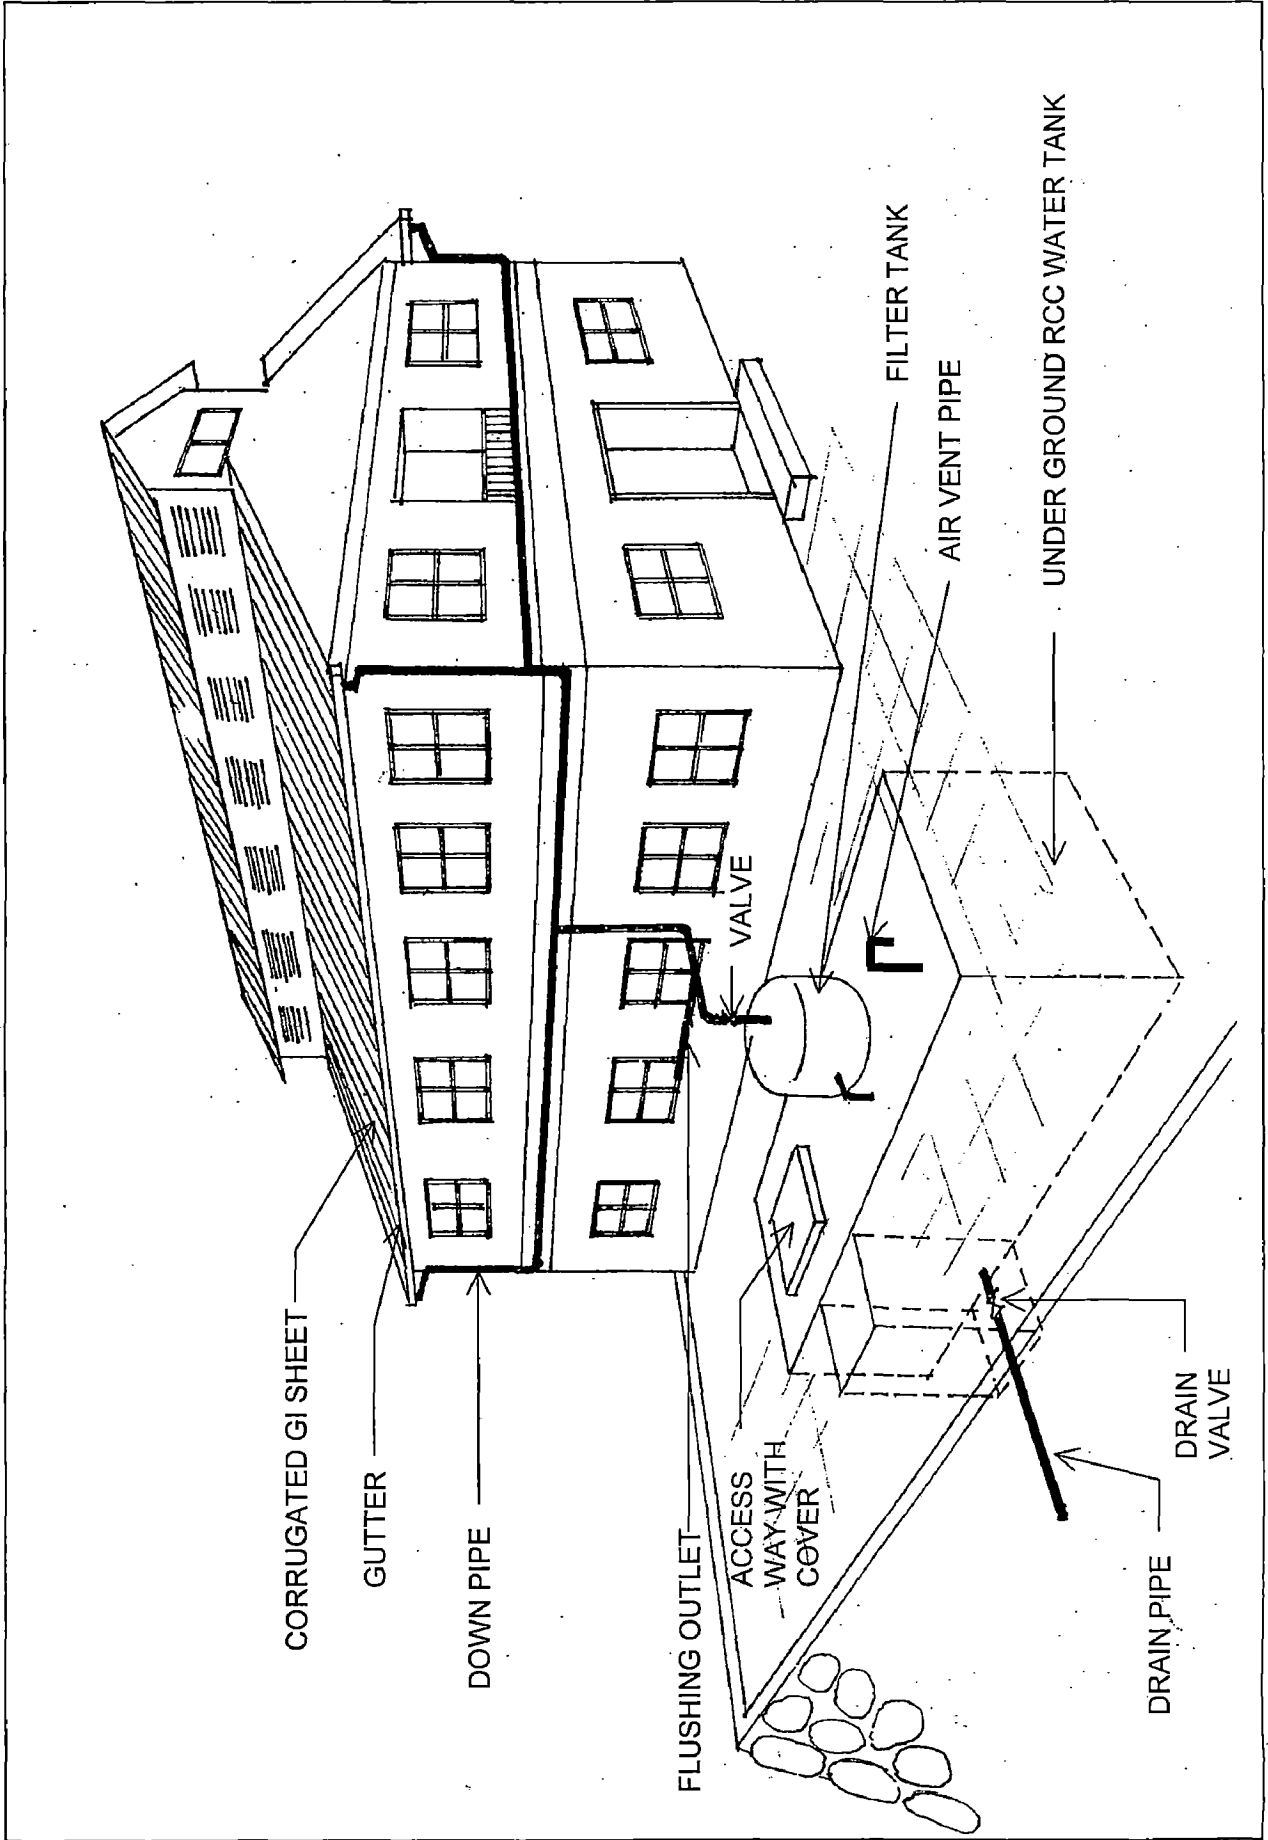 CORRUGATED GI SHEET
GUTTER
DOWN PIPE
FLUSHING OUTLET
ACCESS
WAY WITH
COVER
VALVE
DRAIN PIPE
DRAIN
VALVE
FILTER TANK
AIR VENT PIPE
UNDER GROUND RCC WATER TANK